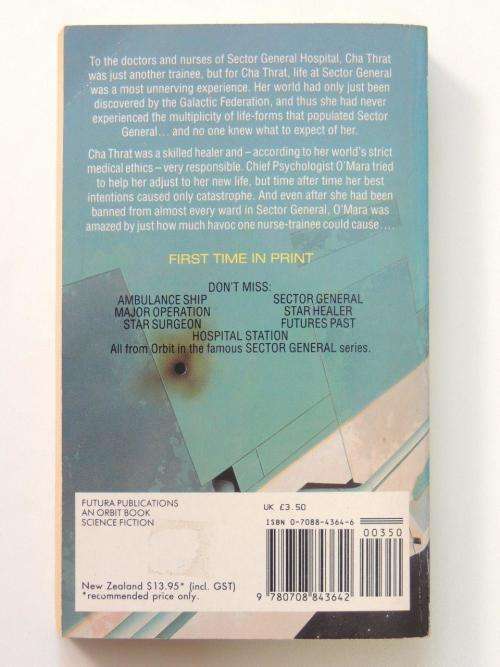 To the doctors and nurses of Sector General Hospital, Cha Thrat
was just another trainee, but for Cha Thrat, life at Sector General
was a most unnerving experience. Her world had only just been
discovered by the Galactic Federation, and thus she had never
experienced the multiplicity of life-forms that populated Sector
General... and no one knew what to expect of her.
Cha Thrat was a skilled healer and – according to her world's strict
medical ethics – very responsible. Chief Psychologist O'Mara tried
to help her adjust to her new life, but time after time her best
intentions caused only catastrophe. And even after she had been
banned from almost every ward in Sector General, O'Mara was
amazed by just how much havoc one nurse-trainee could cause....
FIRST TIME IN PRINT
DON'T MISS:
AMBULANCE SHIP SECTOR GENERAL
MAJOR OPERATION STAR HEALER
STAR SURGEON FUTURES PAST
HOSPITAL STATION
All from Orbit in the famous SECTOR GENERAL series.
FUTURA PUBLICATIONS
AN ORBIT BOOK
SCIENCE FICTION
UK £3.50
ISBN 0-7088-4364-6
00350
9 780708 843642
New Zealand $13.95* (incl. GST)
*recommended price only.